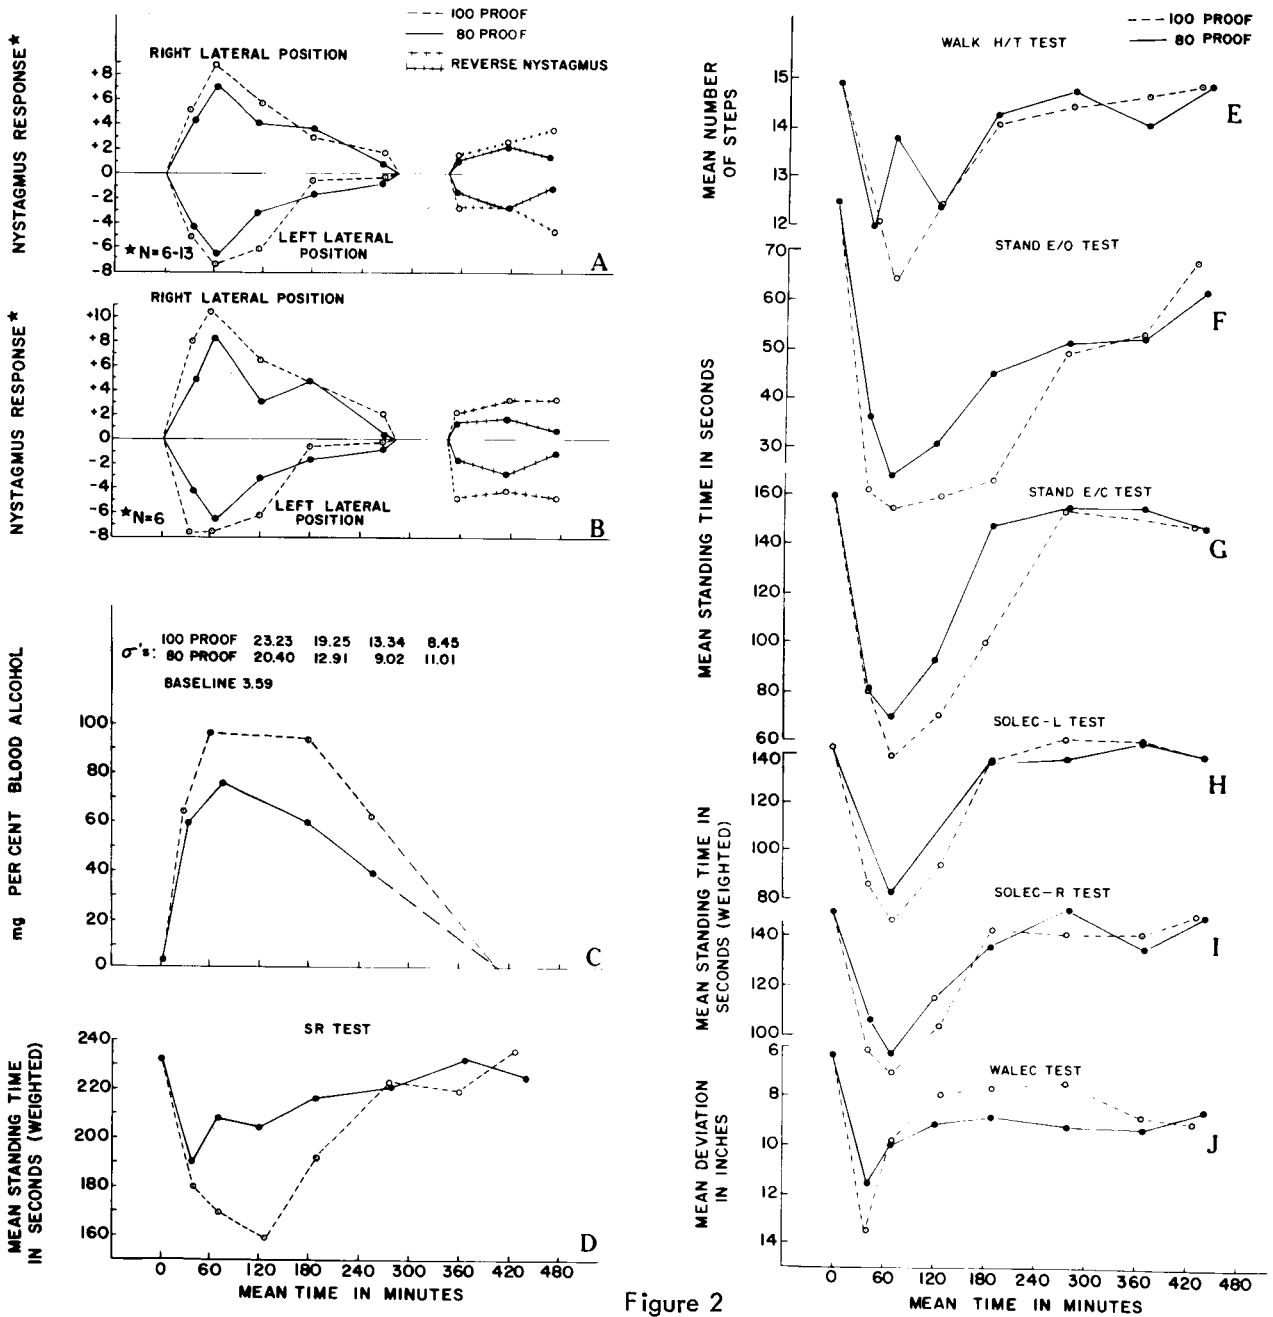 --- 100 PROOF
— 80 PROOF
REVERSE NYSTAGMUS
RIGHT LATERAL POSITION
NYSTAGMUS RESPONSE★
+8
+6
+4
+2
0
-2
-4
-6
-8
★N=6-13
LEFT LATERAL
POSITION
A
RIGHT LATERAL POSITION
NYSTAGMUS RESPONSE★
+10
+8
+6
+4
+2
0
-2
-4
-6
-8
★N=6
LEFT LATERAL
POSITION
B
σ's:
100 PROOF 23.23 19.25 13.34 8.45
80 PROOF 20.40 12.91 9.02 11.01
BASELINE 3.59
mg PER CENT BLOOD ALCOHOL
100
80
60
40
20
0
C
SR TEST
MEAN STANDING TIME
IN SECONDS (WEIGHTED)
240
220
200
180
160
D
0 60 120 180 240 300 360 420 480
MEAN TIME IN MINUTES
--- 100 PROOF
— 80 PROOF
WALK H/T TEST
MEAN NUMBER
OF STEPS
15
14
13
12
E
STAND E/O TEST
MEAN STANDING TIME IN SECONDS
70
60
50
40
30
F
STAND E/C TEST
160
140
120
100
80
60
G
SOLEC-L TEST
MEAN STANDING TIME IN
SECONDS (WEIGHTED)
140
120
100
80
H
SOLEC-R TEST
140
120
100
I
WALEC TEST
MEAN DEVIATION
IN INCHES
6
8
10
12
14
J
0 60 120 180 240 300 360 420 480
MEAN TIME IN MINUTES
Figure 2